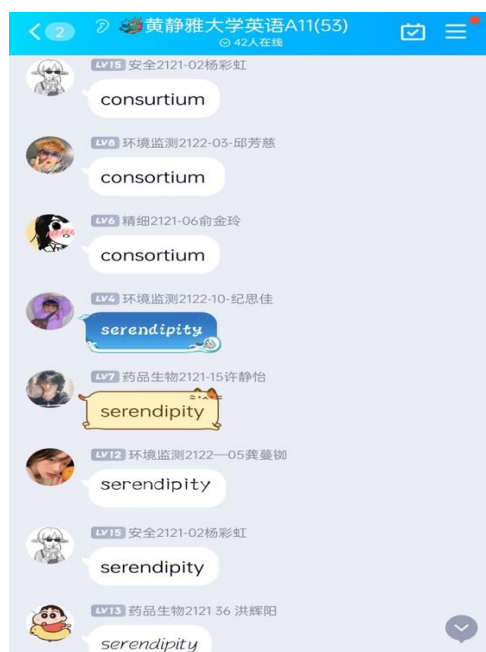 2
黄静雅大学英语A11(53)
42人在线
LV15 安全2121-02杨彩虹
consurtium
LV8 环境监测2122-03-邱芳慈
consortium
LV6 精细2121-06俞金玲
consortium
LV4 环境监测2122-10-纪思佳
serendipity
LV7 药品生物2121-15许静怡
serendipity
LV12 环境监测2122—05龚蔓铷
serendipity
LV15 安全2121-02杨彩虹
serendipity
LV13 药品生物2121 36 洪辉阳
serendipity